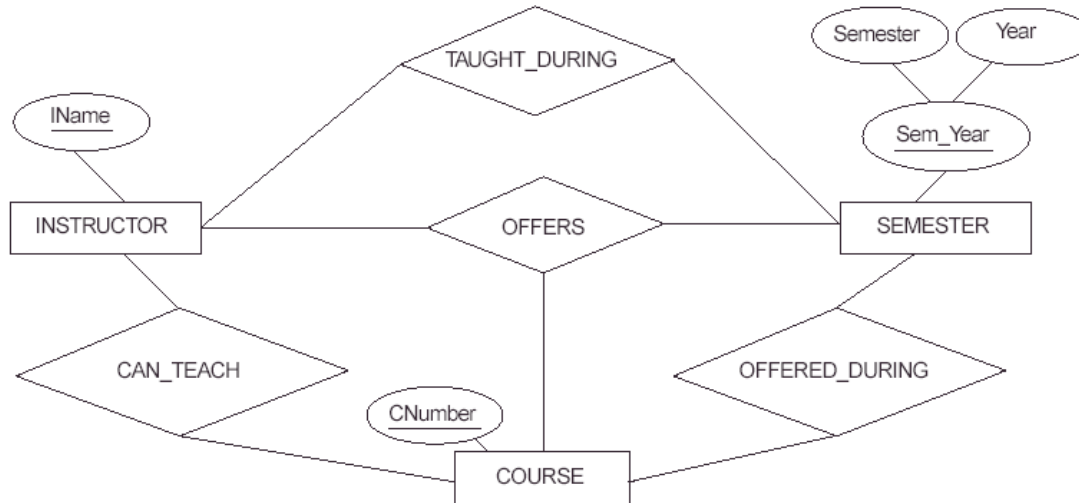 Semester
Year
TAUGHT_DURING
IName
Sem_Year
INSTRUCTOR
OFFERS
SEMESTER
CAN_TEACH
OFFERED_DURING
CNumber
COURSE